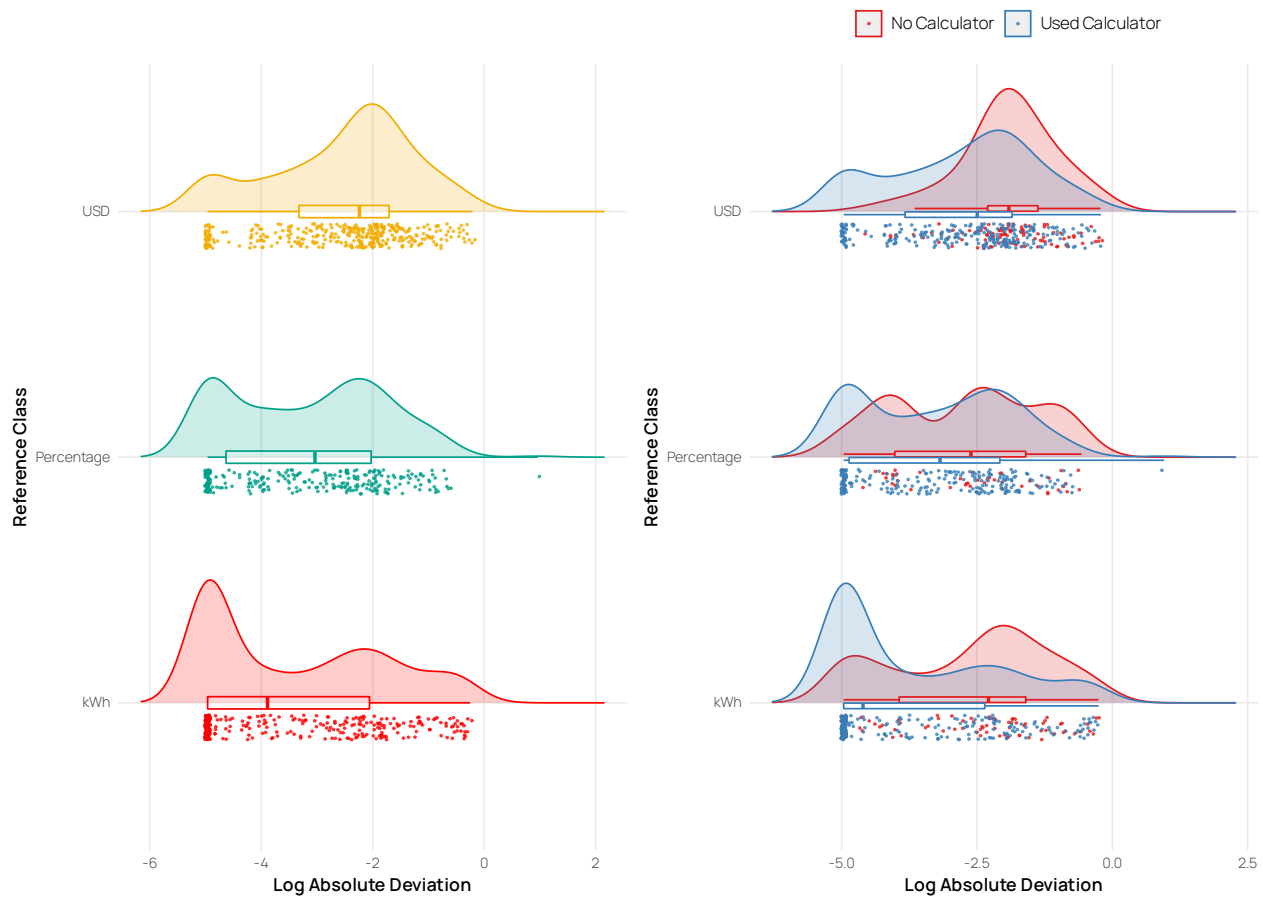 No Calculator Used Calculator
USD
Percentage
kWh
Reference Class
-6 -4 -2 0 2
Log Absolute Deviation
USD
Percentage
kWh
Reference Class
-5.0 -2.5 0.0 2.5
Log Absolute Deviation